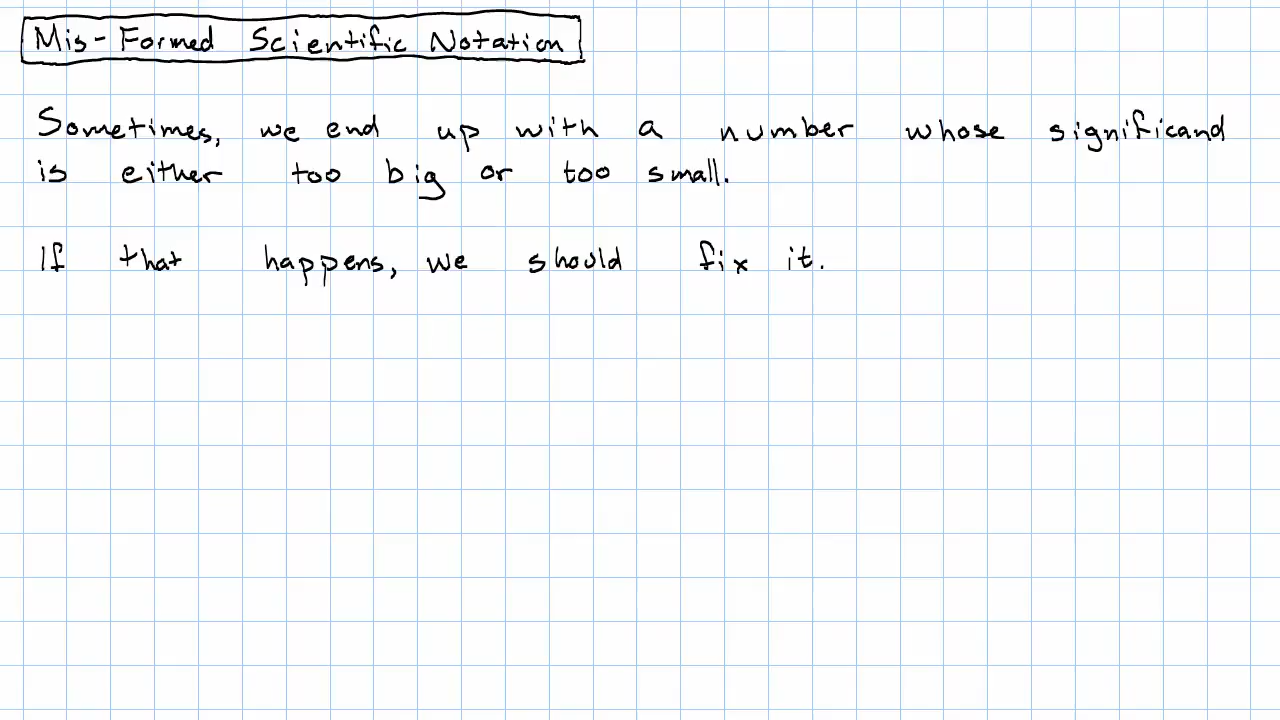 Mis-Formed Scientific Notation
Sometimes, we end up with a number whose significand
is either too big or too small.
If that happens, we should fix it.